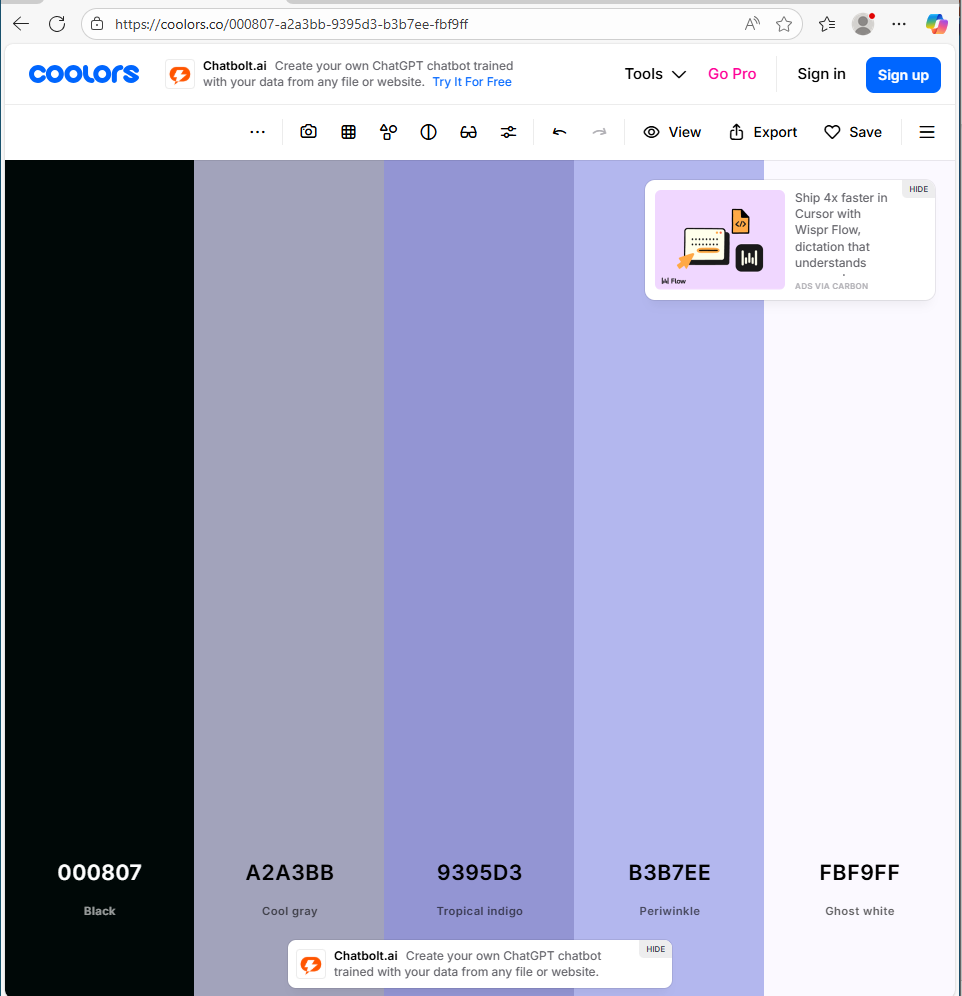 https://coolors.co/000807-a2a3bb-9395d3-b3b7ee-fbf9ff
coolors
Chatbolt.ai Create your own ChatGPT chatbot trained
with your data from any file or website. Try It For Free
Tools
Go Pro
Sign in
Sign up
View
Export
Save
HIDE
Ship 4x faster in
Cursor with
Wispr Flow,
dictation that
understands
ADS VIA CARBON
Flow
000807
Black
A2A3BB
Cool gray
9395D3
Tropical indigo
B3B7EE
Periwinkle
FBF9FF
Ghost white
Chatbolt.ai Create your own ChatGPT chatbot
trained with your data from any file or website.
HIDE